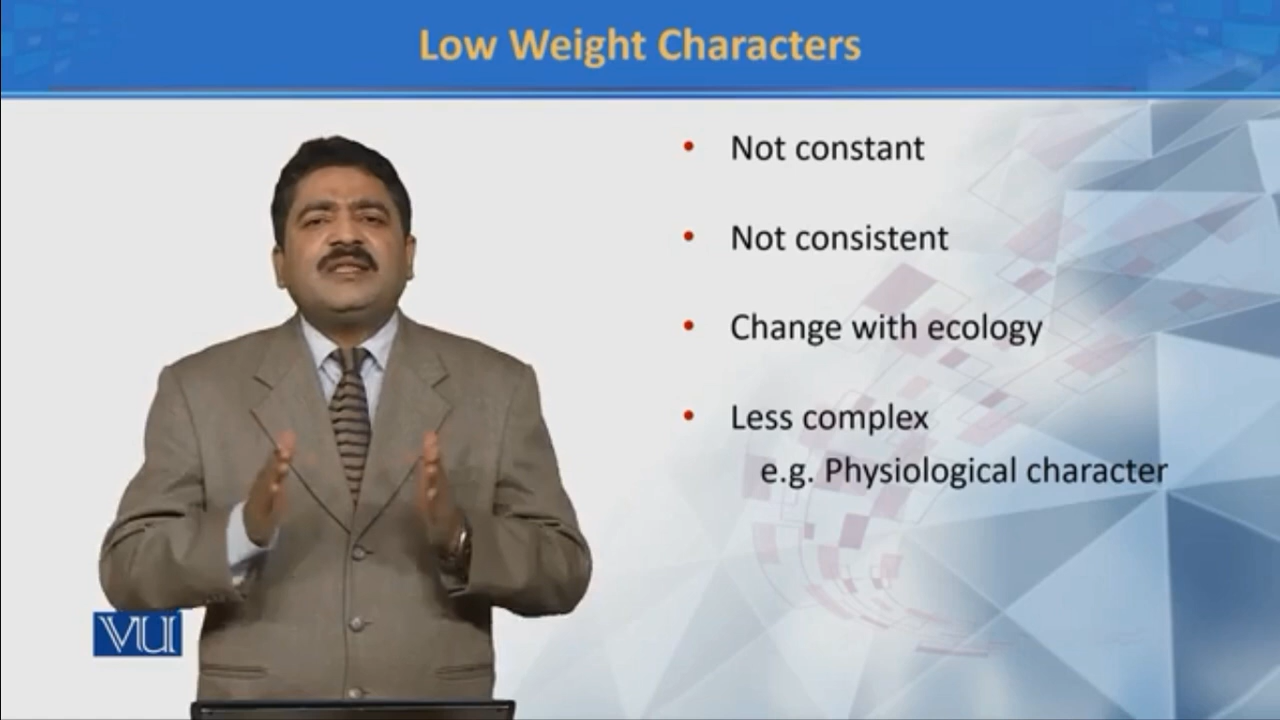 Low Weight Characters
• Not constant
• Not consistent
• Change with ecology
• Less complex
e.g. Physiological character
VU